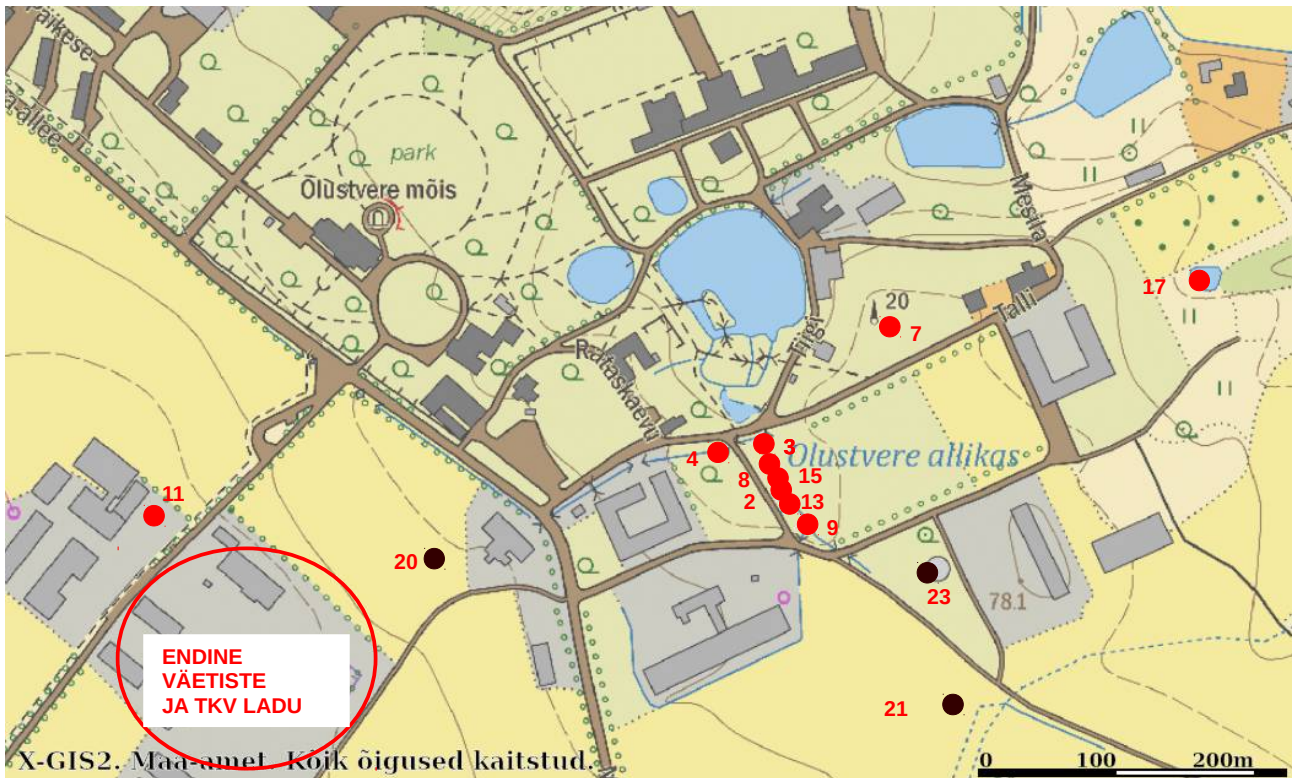 Päikese
a allee
park
Olustvere mõis
Mesila
17
20
7
Talli
Tiigi
Rataskaevu
3
4
Olustvere allikas
15
8
2
13
9
11
20
23
78.1
ENDINE
VÄETISTE
JA TKV LADU
21
X-GIS2. Maa-amet. Kõik õigused kaitstud.
0 100 200m